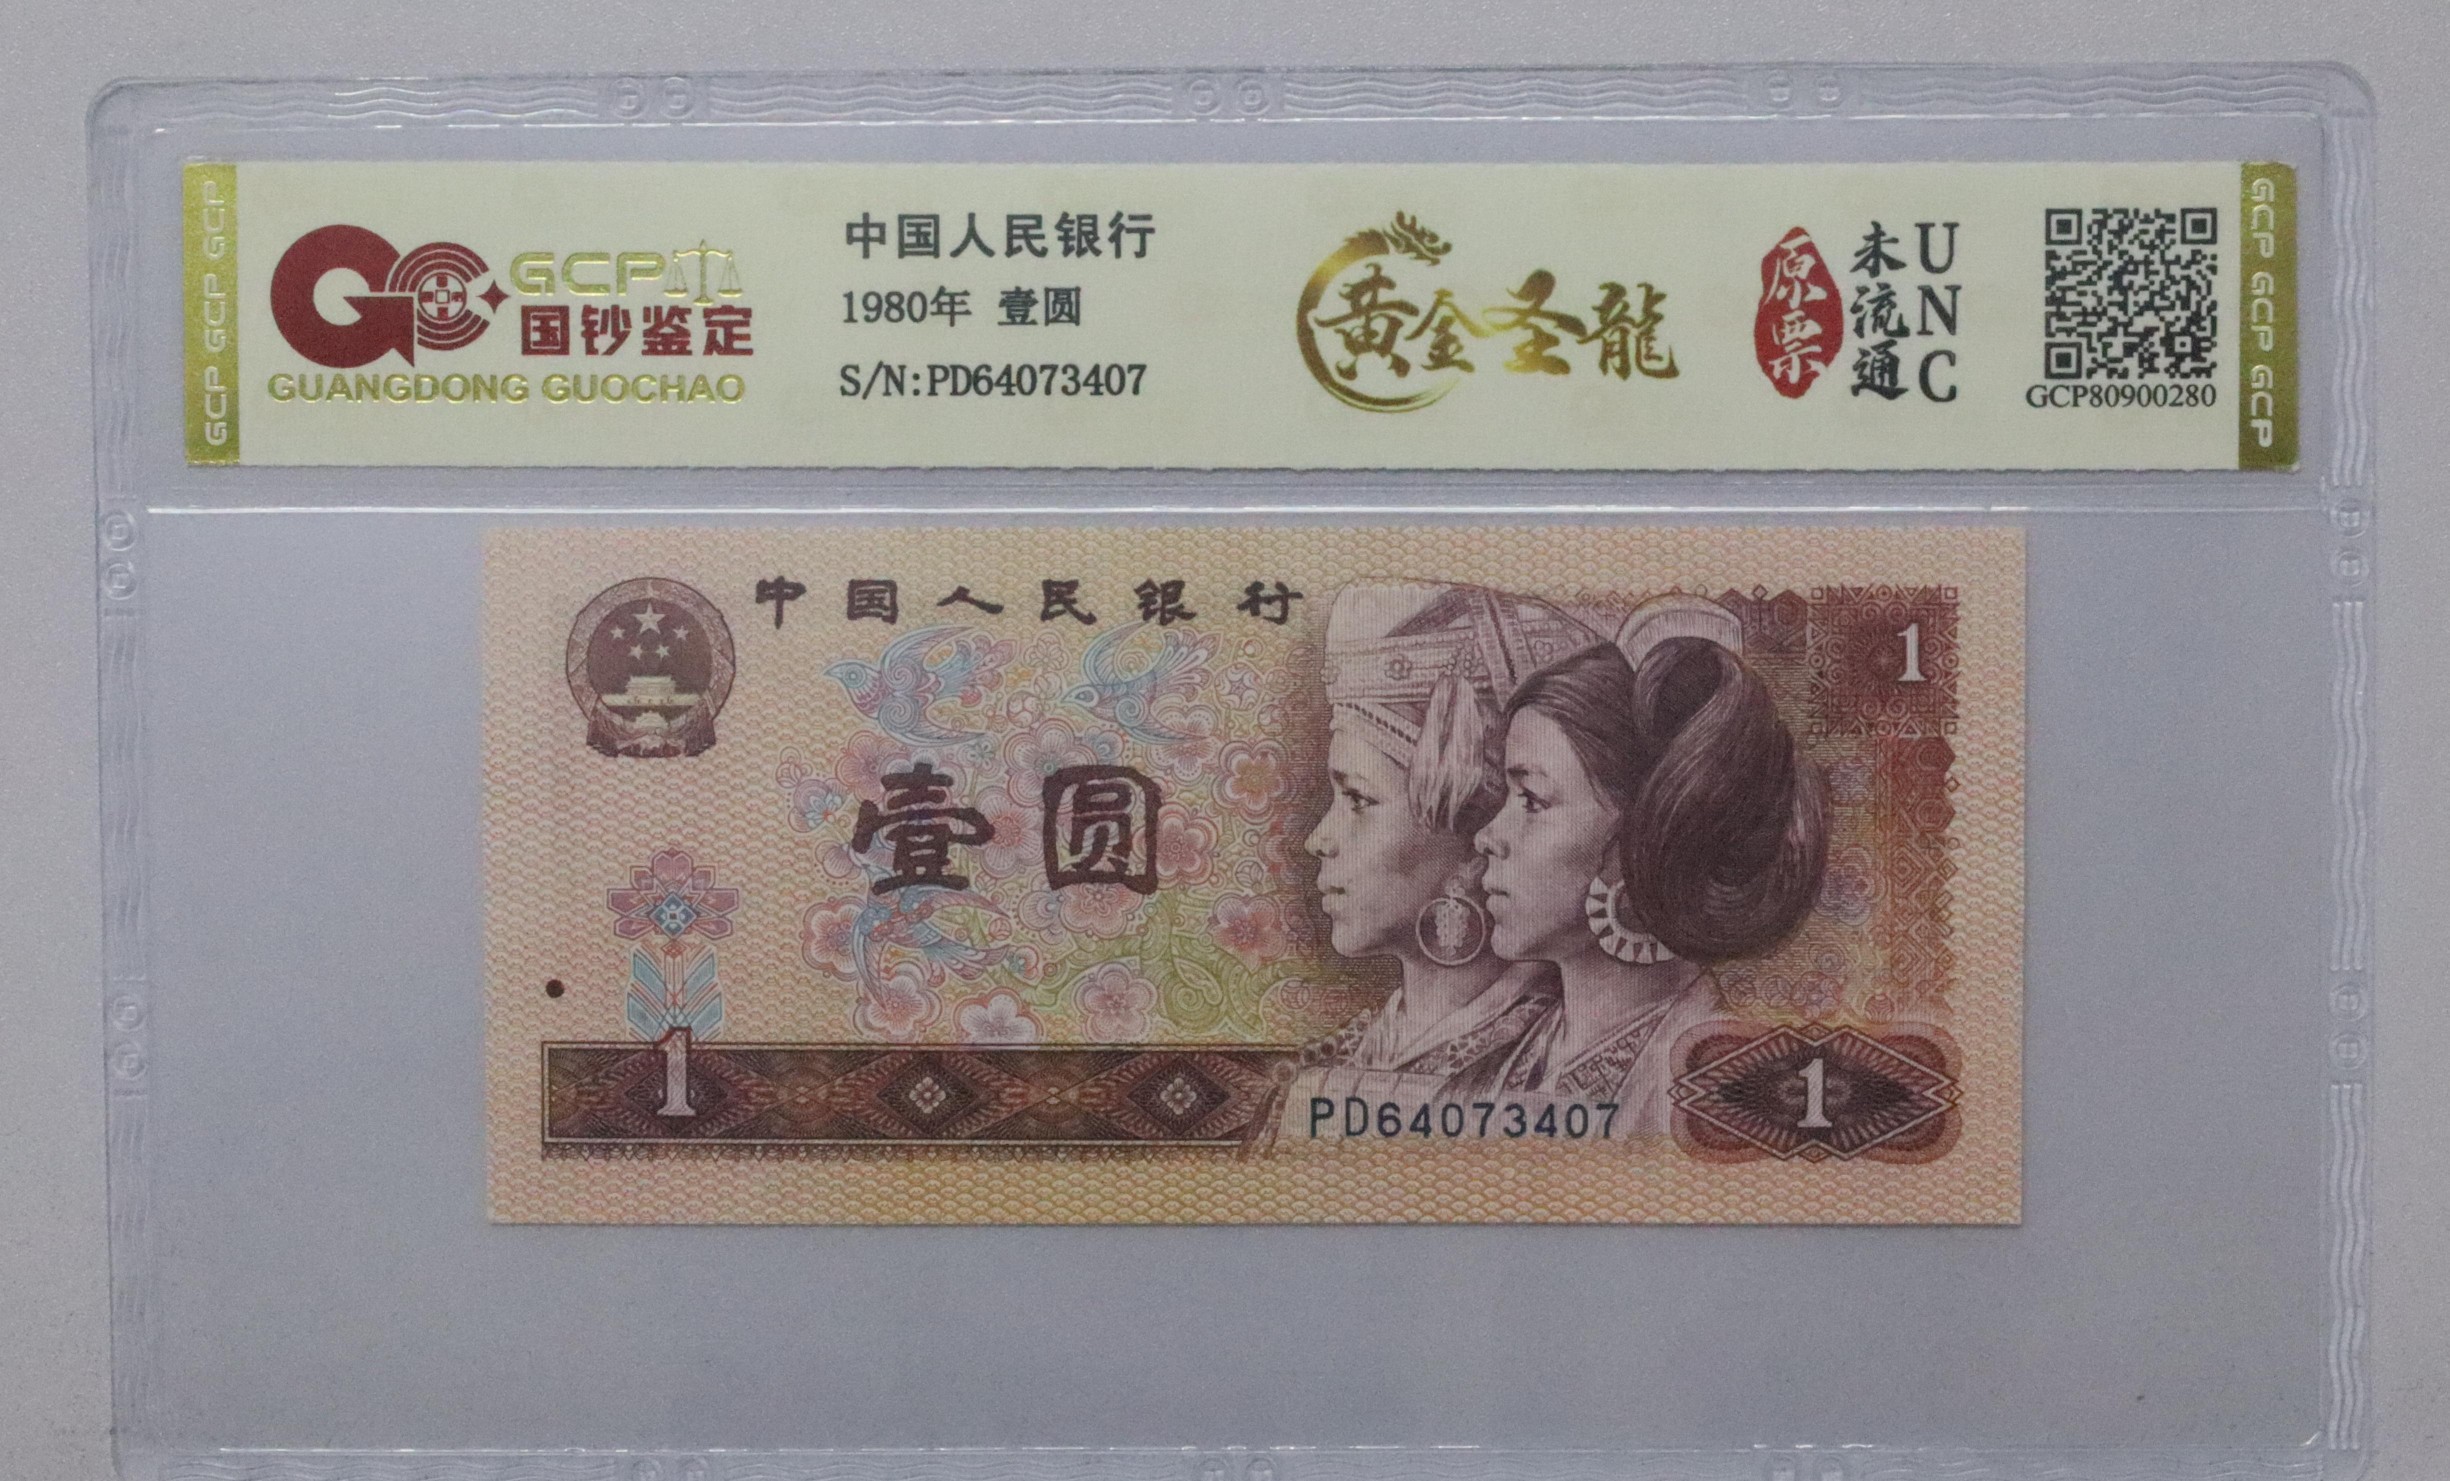 GCP GCP GCP
GCP
国钞鉴定
GUANGDONG GUOCHAO
中国人民银行
1980年 壹圆
S/N:PD64073407
黄金圣龍
原票
未流通
UNC
GCP80900280
GCP GCP GCP
中国人民银行
1
壹圆
1
PD64073407
1